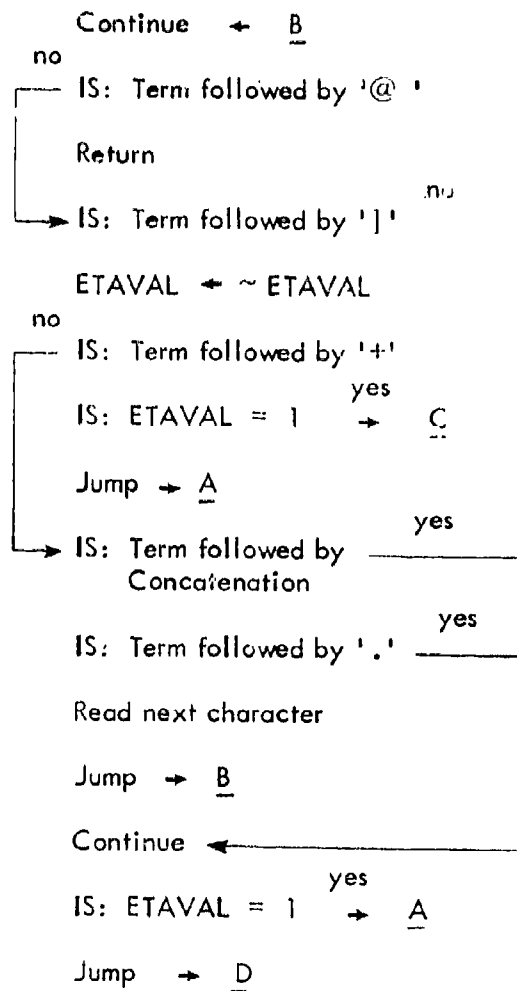 Continue ← B
no
IS: Term followed by '@ '
Return
no
IS: Term followed by ']'
ETAVAL ← ~ ETAVAL
no
IS: Term followed by '+'
yes
IS: ETAVAL = 1 → C
Jump → A
yes
IS: Term followed by
Concatenation
yes
IS: Term followed by '.'
Read next character
Jump → B
Continue
yes
IS: ETAVAL = 1 → A
Jump → D